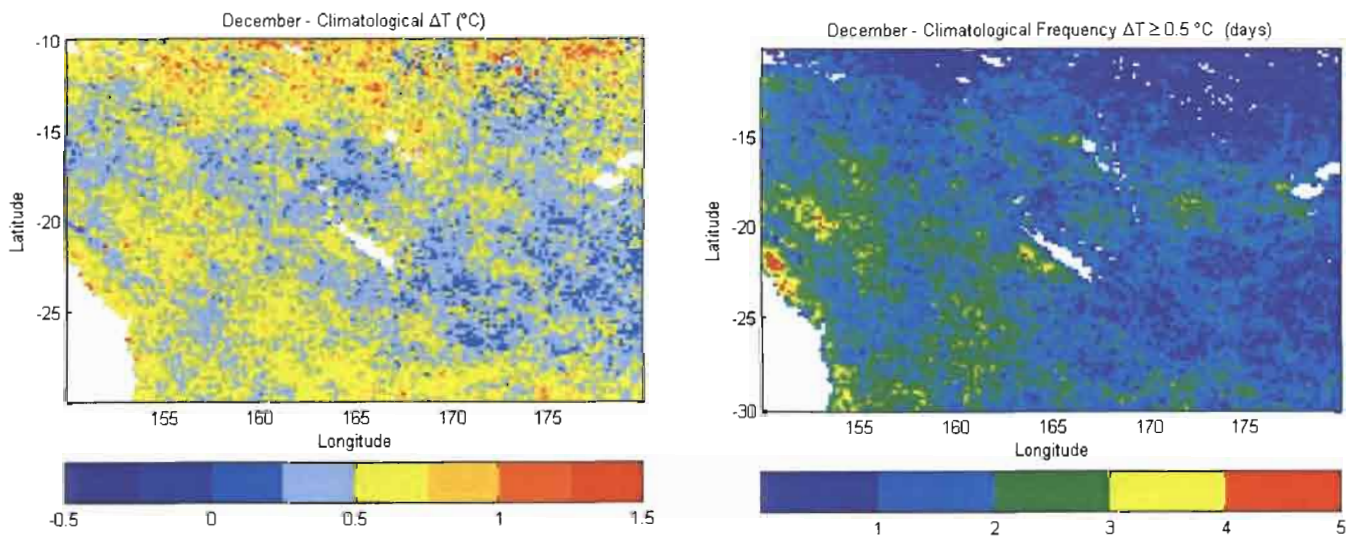 December - Climatological ΔT (°C)
-10
-15
-20
-25
Latitude
155 160 165 170 175
Longitude
-0.5 0 0.5 1 1.5
December - Climatological Frequency ΔT ≥ 0.5 °C (days)
-15
-20
-25
-30
Latitude
155 160 165 170 175
Longitude
1 2 3 4 5